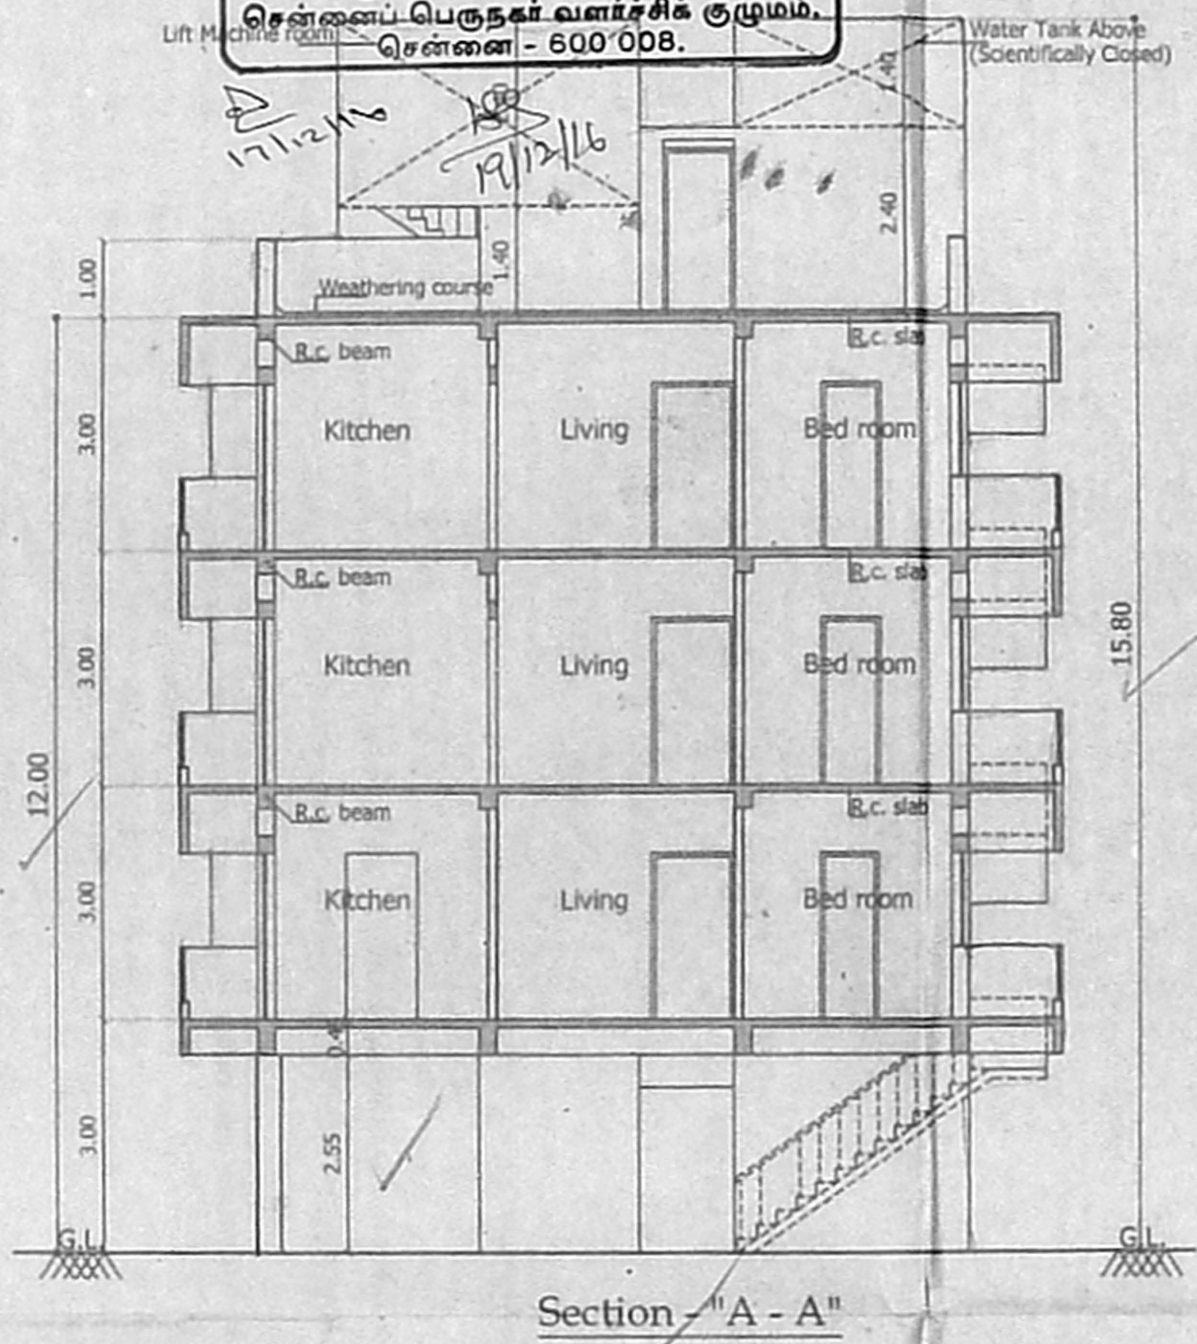 சென்னைப் பெருநகர் வளர்ச்சிக் குழுமம்,
சென்னை - 600 008.
Lift Machine room
Water Tank Above
(Scientifically Closed)
17/12/16
19/12/16
1.40
2.40
1.00
1.40
Weathering course
R.c. beam
R.c. slab
3.00
Kitchen
Living
Bed room
R.c. beam
R.c. slab
15.80
3.00
Kitchen
Living
Bed room
12.00
R.c. beam
R.c. slab
3.00
Kitchen
Living
Bed room
3.00
2.55
G.L.
G.L.
Section - "A - A"